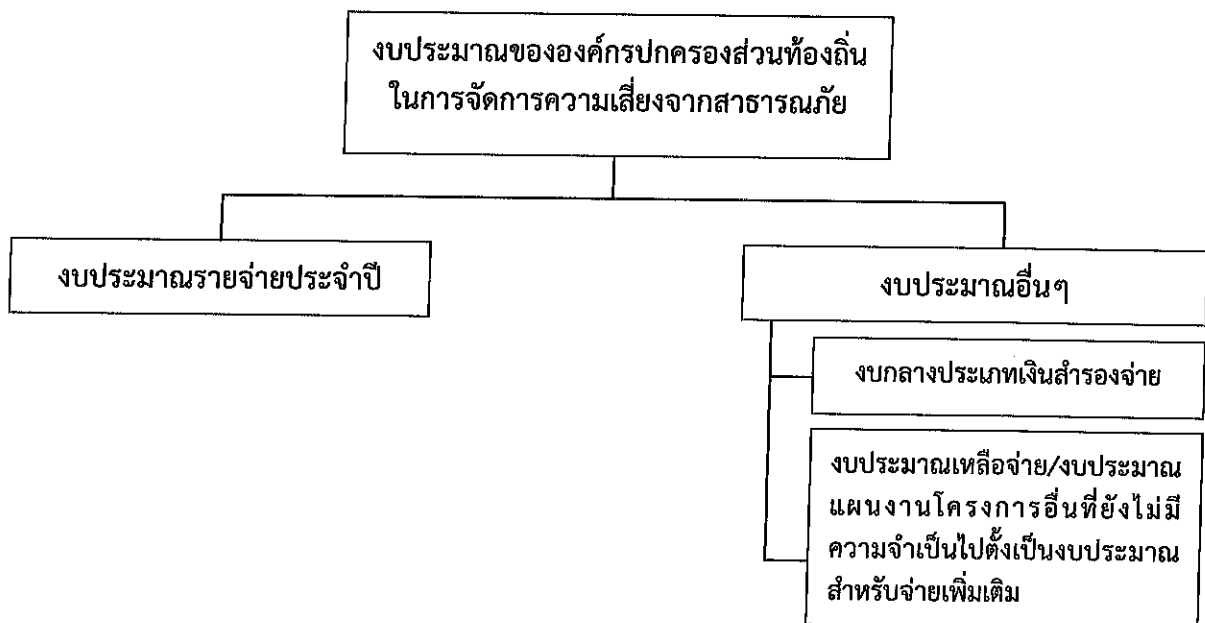 งบประมาณขององค์กรปกครองส่วนท้องถิ่น
ในการจัดการความเสี่ยงจากสาธารณภัย
งบประมาณรายจ่ายประจำปี
งบประมาณอื่นๆ
งบกลางประเภทเงินสำรองจ่าย
งบประมาณเหลือจ่าย/งบประมาณ
แผนงานโครงการอื่นที่ยังไม่มี
ความจำเป็นไปตั้งเป็นงบประมาณ
สำหรับจ่ายเพิ่มเติม